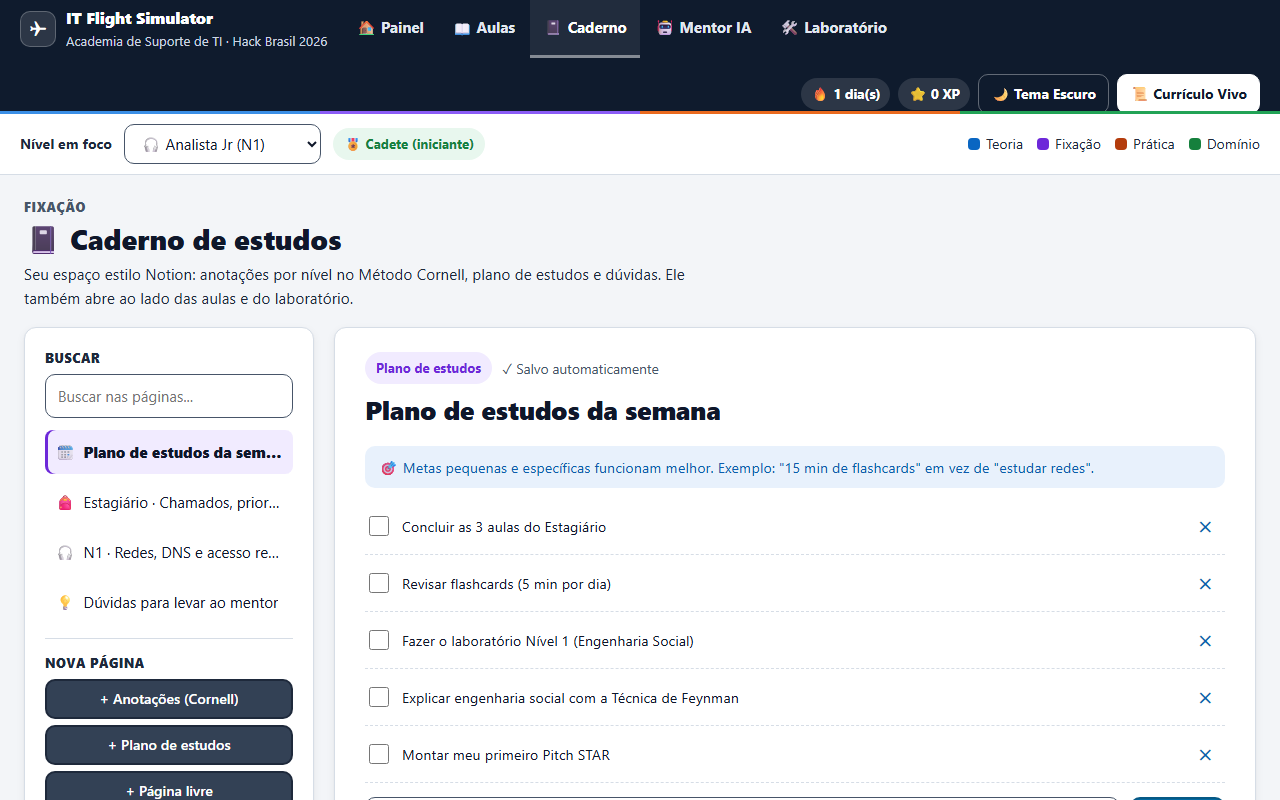 IT Flight Simulator
Academia de Suporte de TI · Hack Brasil 2026
Painel
Aulas
Caderno
Mentor IA
Laboratório
1 dia(s)
0 XP
Tema Escuro
Currículo Vivo
Nível em foco
Analista Jr (N1)
Cadete (iniciante)
Teoria
Fixação
Prática
Domínio
FIXAÇÃO
Caderno de estudos
Seu espaço estilo Notion: anotações por nível no Método Cornell, plano de estudos e dúvidas. Ele
também abre ao lado das aulas e do laboratório.
BUSCAR
Buscar nas páginas...
Plano de estudos da sem...
Estagiário · Chamados, prior...
N1 · Redes, DNS e acesso re...
Dúvidas para levar ao mentor
NOVA PÁGINA
+ Anotações (Cornell)
+ Plano de estudos
+ Página livre
Plano de estudos
✓ Salvo automaticamente
Plano de estudos da semana
Metas pequenas e específicas funcionam melhor. Exemplo: "15 min de flashcards" em vez de "estudar redes".
Concluir as 3 aulas do Estagiário
Revisar flashcards (5 min por dia)
Fazer o laboratório Nível 1 (Engenharia Social)
Explicar engenharia social com a Técnica de Feynman
Montar meu primeiro Pitch STAR